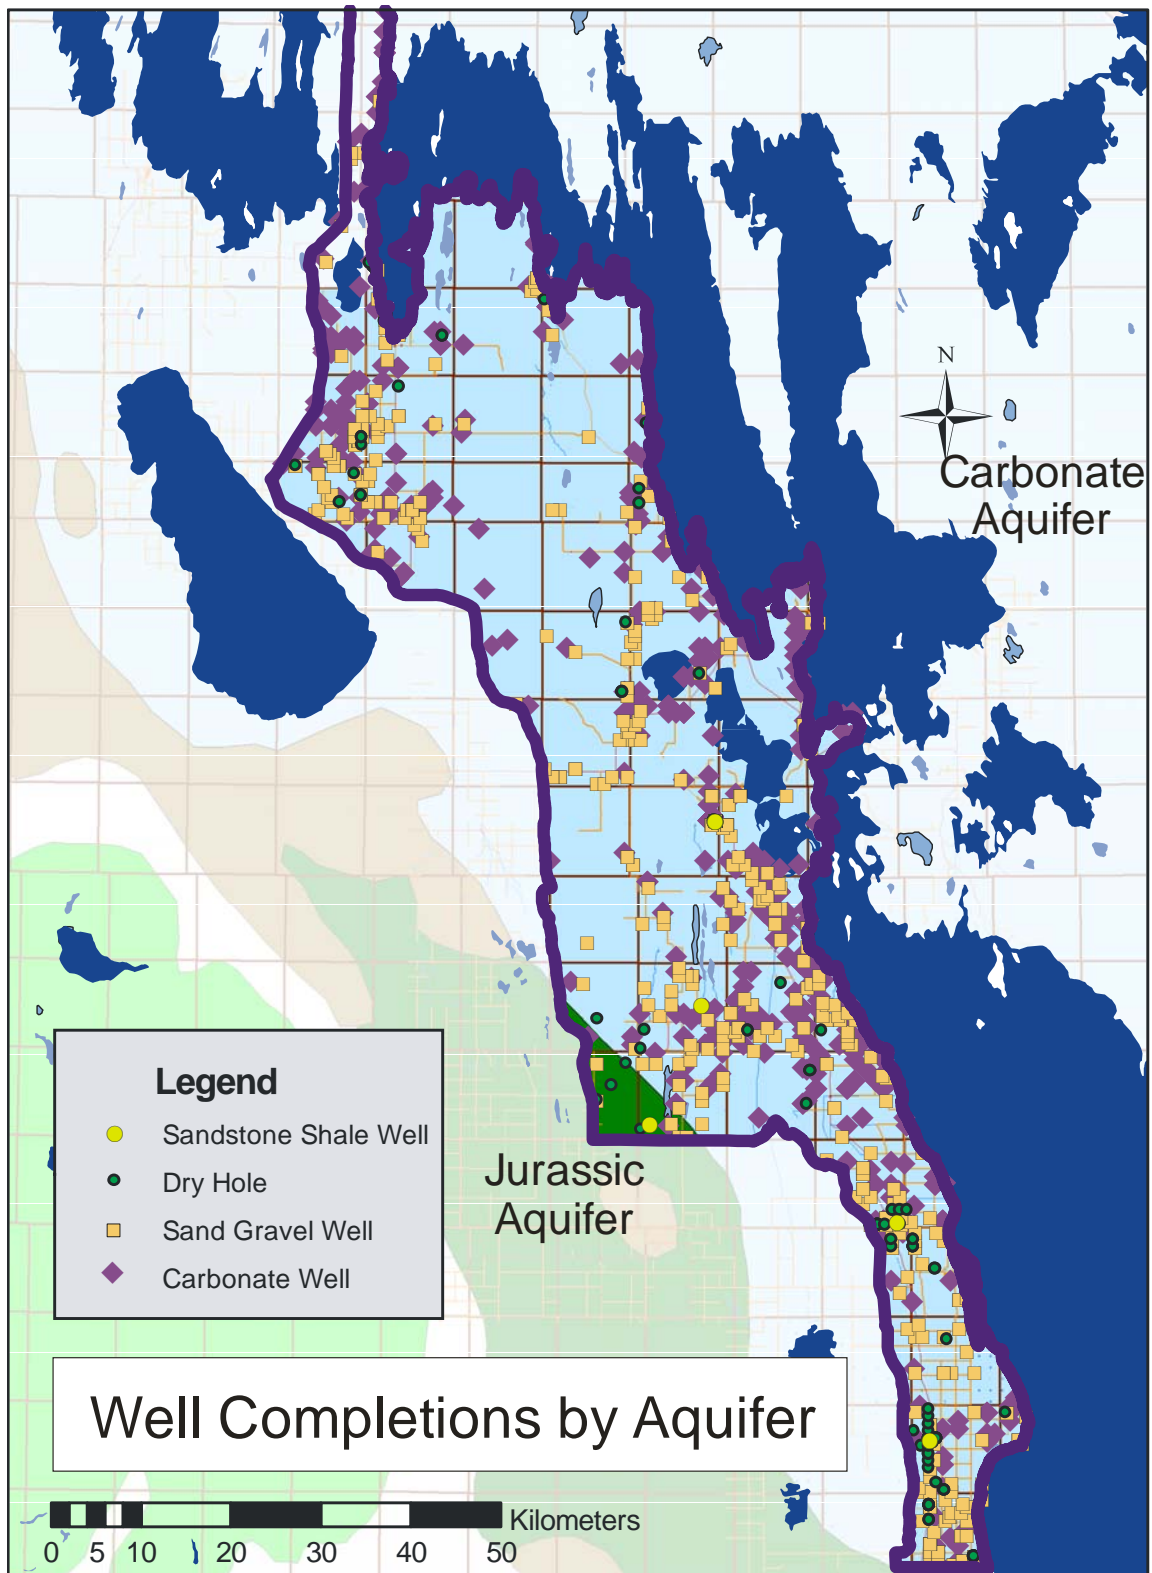 N
Carbonate
Aquifer
Legend
Sandstone Shale Well
Dry Hole
Sand Gravel Well
Carbonate Well
Jurassic
Aquifer
Well Completions by Aquifer
Kilometers
0 5 10 20 30 40 50